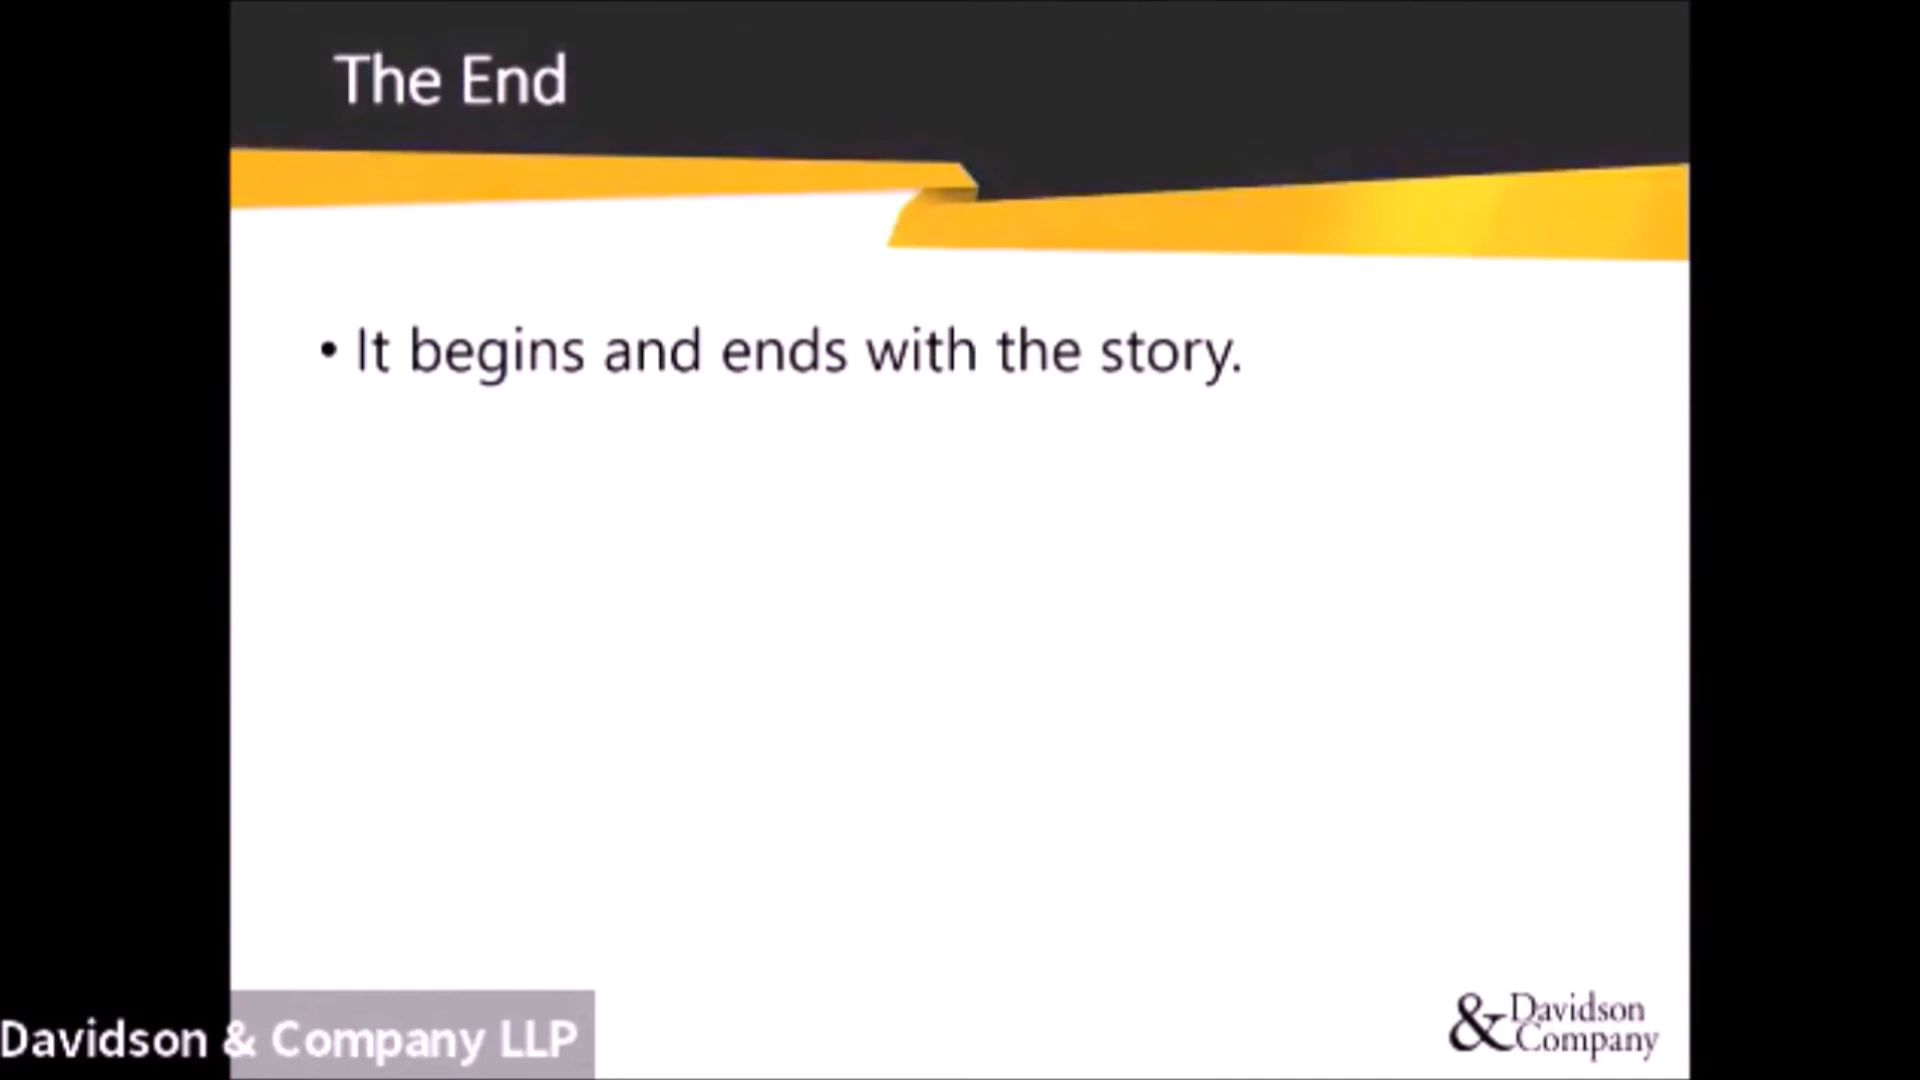 The End
• It begins and ends with the story.
Davidson & Company LLP
& Davidson
Company